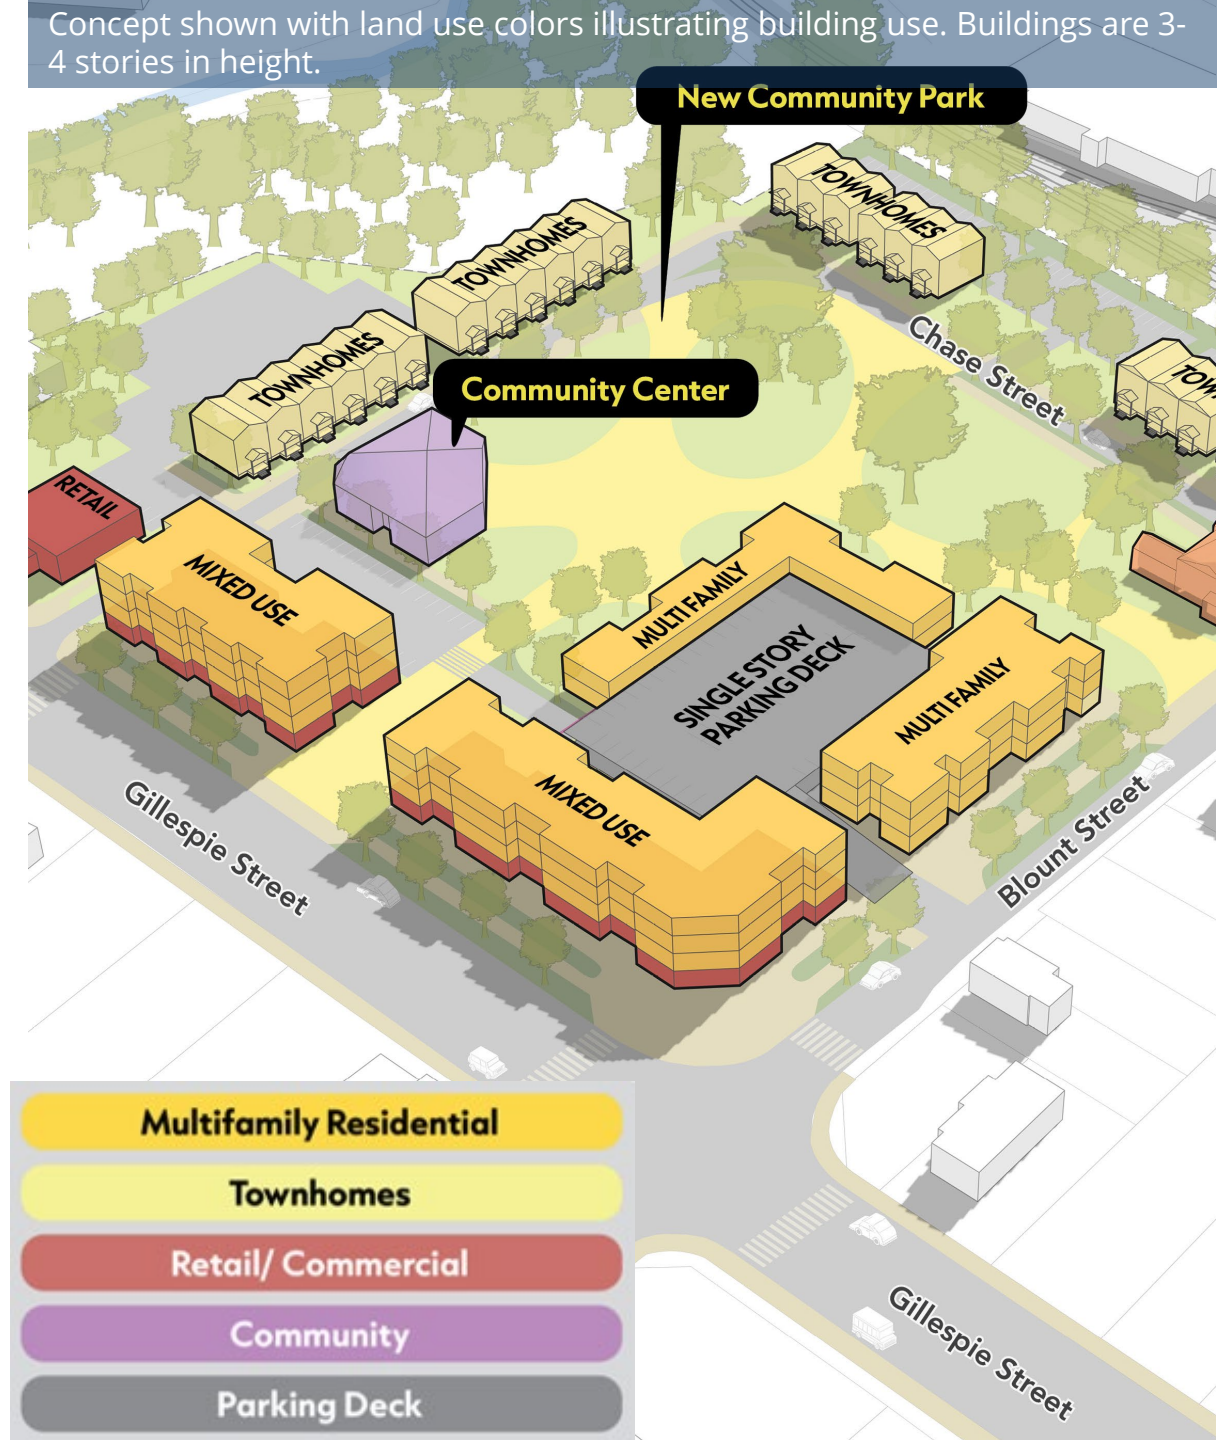 Concept shown with land use colors illustrating building use. Buildings are 3-
4 stories in height.
New Community Park
TOWNHOMES
TOWNHOMES
TOWNHOMES
Chase Street
Community Center
RETAIL
MIXED USE
MULTI FAMILY
SINGLE STORY
PARKING DECK
MULTI FAMILY
MIXED USE
Gillespie Street
Blount Street
Multifamily Residential
Townhomes
Retail/ Commercial
Community
Parking Deck
Gillespie Street